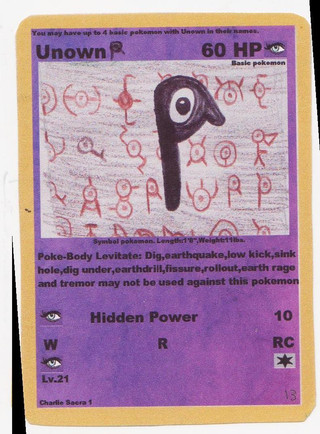 You may have up to 4 basic pokemon with Unown in their names.
Unown
60 HP
Basic pokemon
Symbol pokemon. Length:1'8",Weight:11lbs.
Poke-Body Levitate: Dig,earthquake,low kick,sink
hole,dig under,earthdrill,fissure,rollout,earth rage
and tremor may not be used against this pokemon
Hidden Power 10
W R RC
Lv.21
Charlie Sacra 1
13